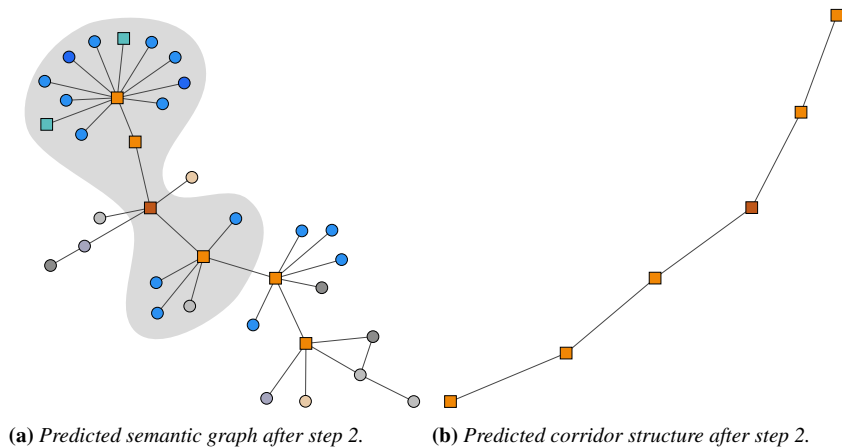 (a) Predicted semantic graph after step 2.
(b) Predicted corridor structure after step 2.